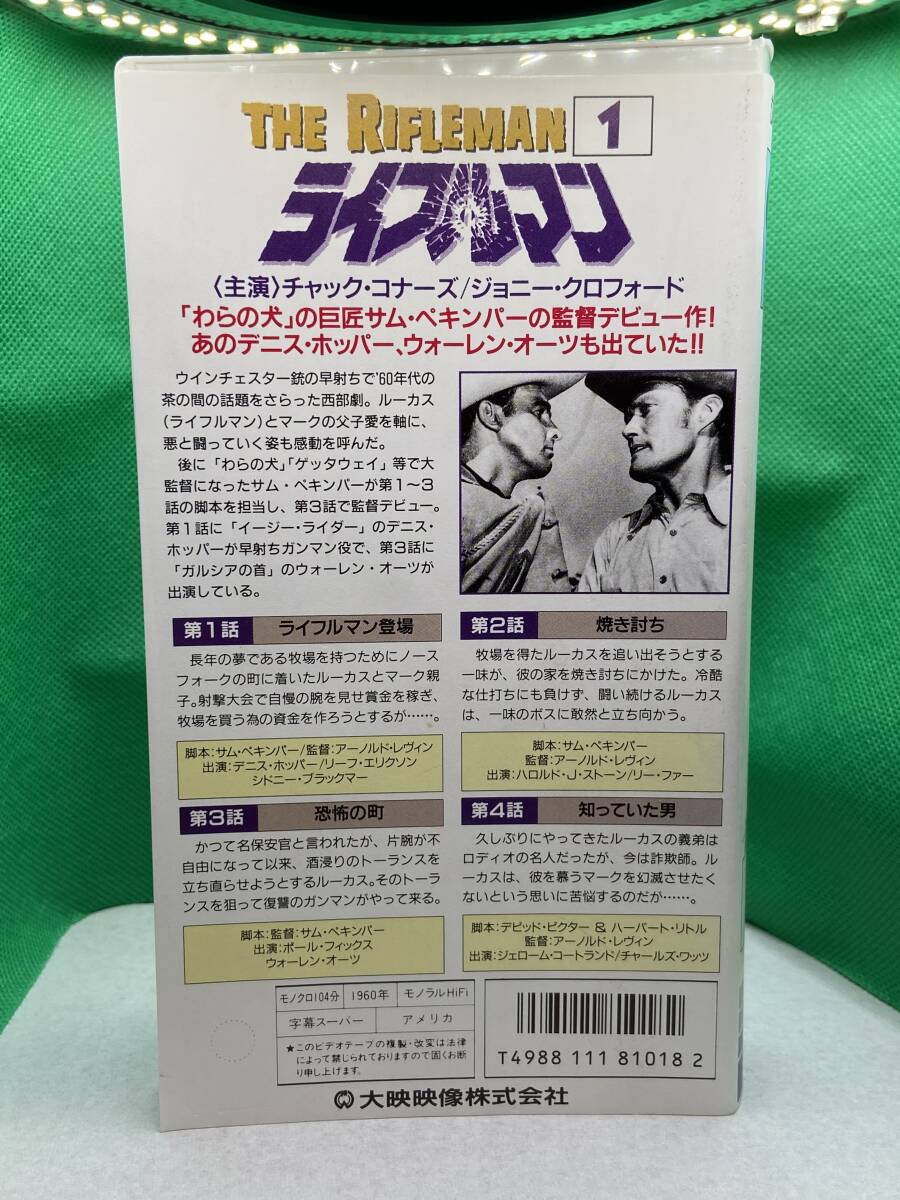 THE RIFLEMAN 1
ライフルマン
〈主演〉チャック・コナーズ/ジョニー・クロフォード
「わらの犬」の巨匠サム・ペキンパーの監督デビュー作!
あのデニス・ホッパー、ウォーレン・オーツも出ていた!!
ウインチェスター銃の早射ちで'60年代の
茶の間の話題をさらった西部劇。ルーカス
(ライフルマン)とマークの父子愛を軸に、
悪と闘っていく姿も感動を呼んだ。
後に「わらの犬」「ゲッタウェイ」等で大
監督になったサム・ペキンパーが第1〜3
話の脚本を担当し、第3話で監督デビュー。
第1話に「イージー・ライダー」のデニス・
ホッパーが早射ちガンマン役で、第3話に
「ガルシアの首」のウォーレン・オーツが
出演している。
第1話 ライフルマン登場
長年の夢である牧場を持つためにノース
フォークの町に着いたルーカスとマーク親
子。射撃大会で自慢の腕を見せ賞金を稼ぎ、
牧場を買う為の資金を作ろうとするが……。
脚本:サム・ペキンパー/監督:アーノルド・レヴィン
出演:デニス・ホッパー/リーフ・エリクソン
シドニー・ブラックマー
第2話 焼き討ち
牧場を得たルーカスを追い出そうとする
一味が、彼の家を焼き討ちにかけた。冷酷
な仕打ちにも負けず、闘い続けるルーカス
は、一味のボスに敢然と立ち向かう。
脚本:サム・ペキンパー
監督:アーノルド・レヴィン
出演:ハロルド・J・ストーン/リー・ファー
第3話 恐怖の町
かつて名保安官と言われたが、片腕が不
自由になって以来、酒浸りのトーランスを
立ち直らせようとするルーカス。そのトーラ
ンスを狙って復讐のガンマンがやって来る。
脚本:監督:サム・ペキンパー
出演:ポール・フィックス
ウォーレン・オーツ
第4話 知っていた男
久しぶりにやってきたルーカスの義弟は
ロディオの名人だったが、今は詐欺師。ル
ーカスは、彼を慕うマークを幻滅させたく
ないという思いに苦悩するのだが……。
脚本:デビッド・ビクター & ハーバート・リトル
監督:アーノルド・レヴィン
出演:ジェローム・コートランド/チャールズ・ワッツ
モノクロ104分 1960年 モノラルHiFi
字幕スーパー アメリカ
★このビデオテープの複製・改変は法律
によって禁じられておりますので固くお断
り申し上げます。
T4988 111 81018 2
大映映像株式会社